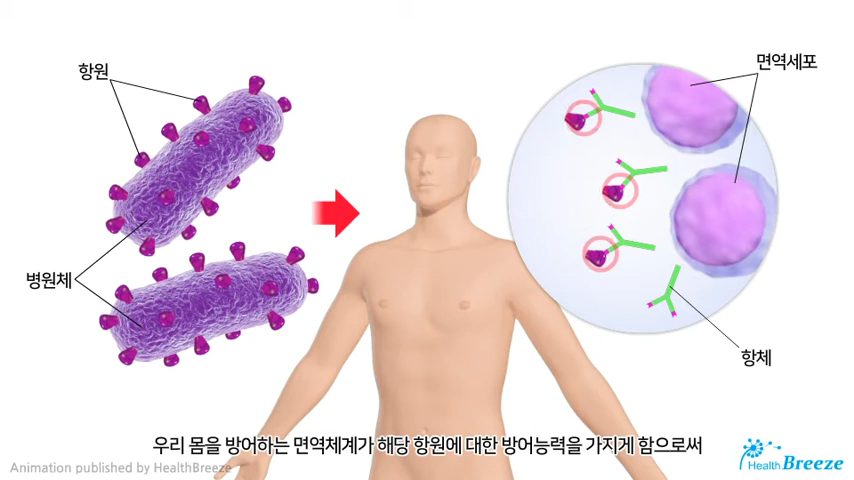 항원
면역세포
병원체
항체
우리 몸을 방어하는 면역체계가 해당 항원에 대한 방어능력을 가지게 함으로써
Animation published by HealthBreeze
Health Breeze